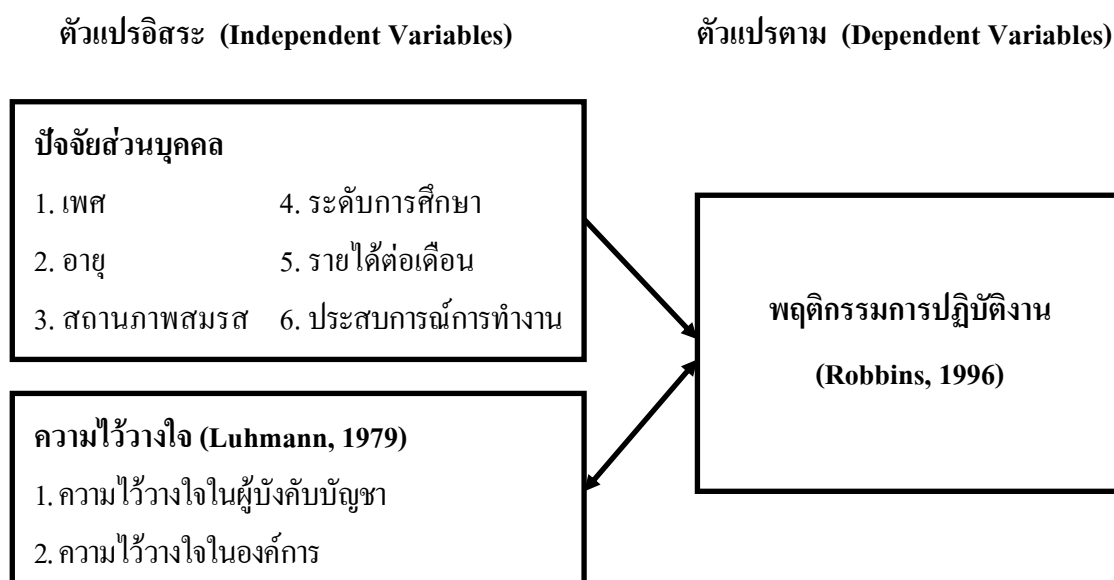 ตัวแปรอิสระ (Independent Variables)
ตัวแปรตาม (Dependent Variables)
ปัจจัยส่วนบุคคล
1. เพศ 4. ระดับการศึกษา
2. อายุ 5. รายได้ต่อเดือน
3. สถานภาพสมรส 6. ประสบการณ์การทำงาน
พฤติกรรมการปฏิบัติงาน
(Robbins, 1996)
ความไว้วางใจ (Luhmann, 1979)
1. ความไว้วางใจในผู้บังคับบัญชา
2. ความไว้วางใจในองค์การ